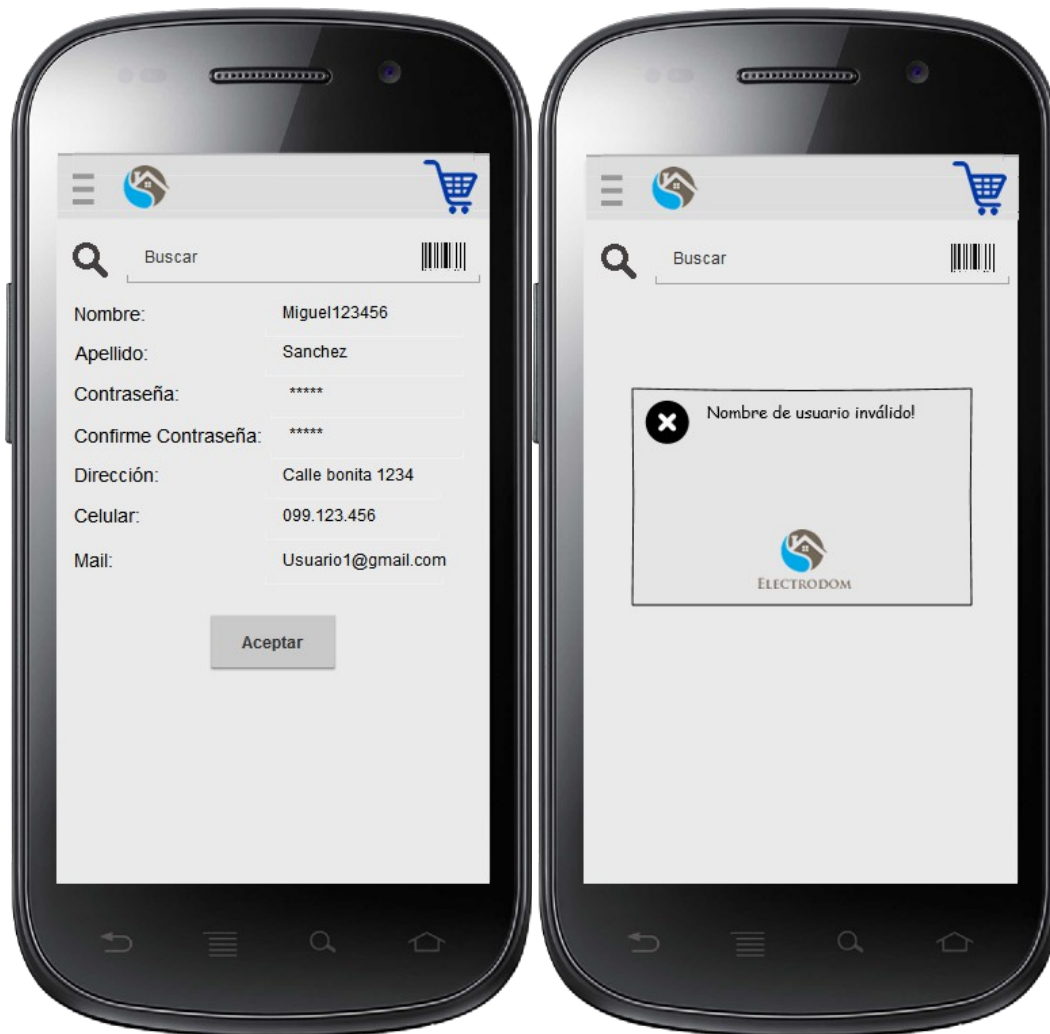 Buscar
Nombre: Miguel123456
Apellido: Sanchez
Contraseña: *****
Confirme Contraseña: *****
Dirección: Calle bonita 1234
Celular: 099.123.456
Mail: Usuario1@gmail.com
Aceptar
Buscar
Nombre de usuario inválido!
ELECTRODOM